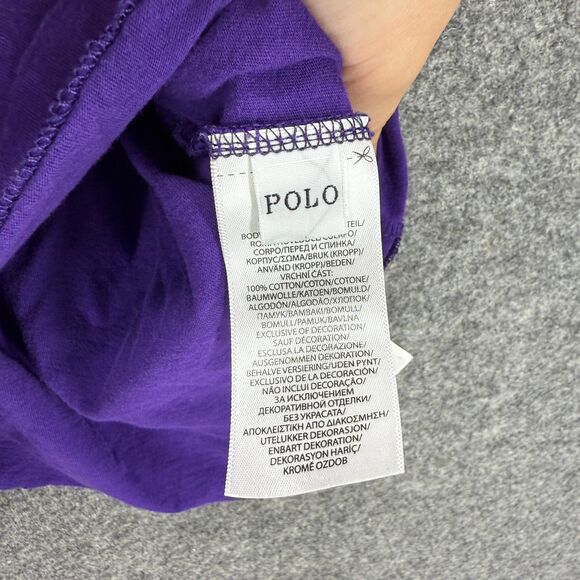 POLO
TEIL/
CORPO/ПЕРЕД И СПИНКА/
КОРПУС/ΣΩΜΑ/BRUK (KROPP)/
ANVÄND (KROPP)/BEDEN/
VRCHNÍ ČÁST:
100% COTTON/COTON/COTONE/
BAUMWOLLE/KATOEN/BOMULD/
ALGODÓN/ALGODÃO/ХЛОПОК/
ПАМУК/ΒΑΜΒΑΚΙ/BOMULL/
BOMULL/PAMUK/BAVLNA
EXCLUSIVE OF DECORATION
SAUF DÉCORATION/
ESCLUSA LA DECORAZIONE/
AUSGENOMMEN DEKORATION/
BEHALVE VERSIERING/UDEN PYNT/
EXCLUSIVO DE LA DECORACIÓN/
NÃO INCLUI DECORAÇÃO/
ЗА ИСКЛЮЧЕНИЕМ
ДЕКОРАТИВНОЙ ОТДЕЛКИ/
БЕЗ УКРАСАТА/
ΑΠΟΚΛΕΙΣΤΙΚΗ ΑΠΟ ΔΙΑΚΟΣΜΗΣΗ/
UTELUKKER DEKORASJON/
ENBART DEKORATION/
DEKORASYON HARİÇ/
KROMĚ OZDOB